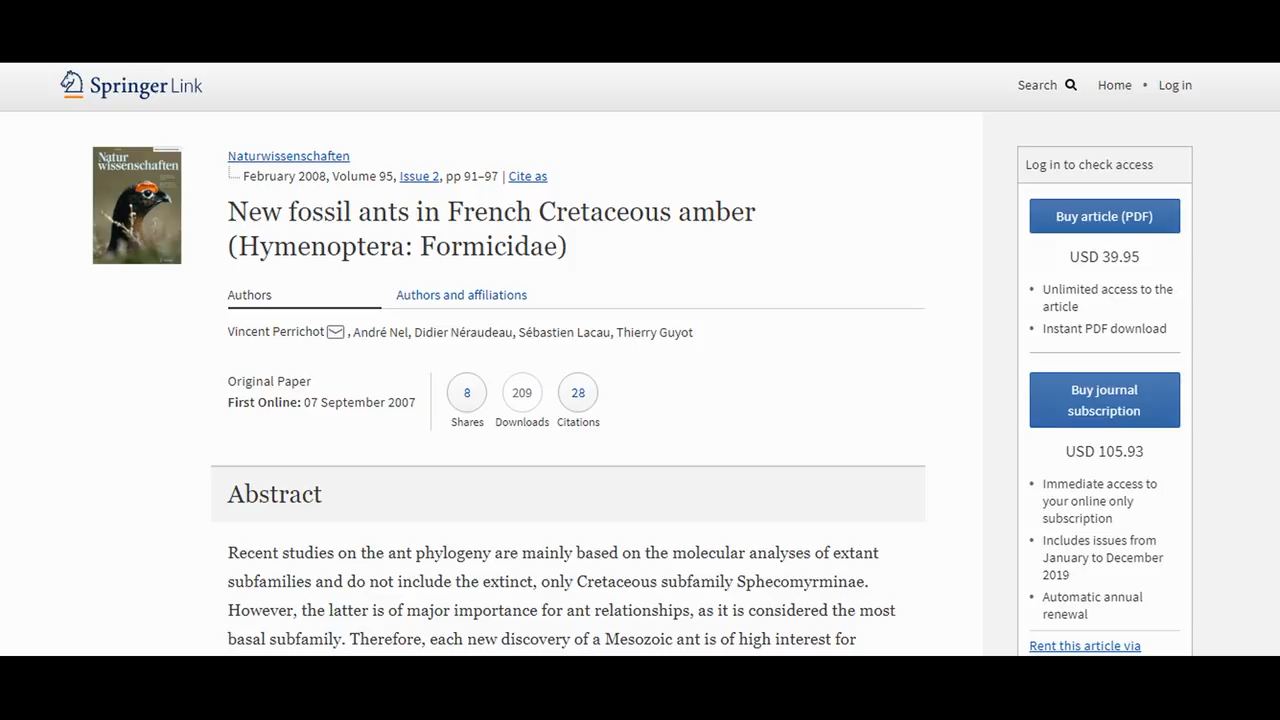 Springer Link
Search
Home • Log in
Natur
wissenschaften
Naturwissenschaften
February 2008, Volume 95, Issue 2, pp 91–97 | Cite as
New fossil ants in French Cretaceous amber
(Hymenoptera: Formicidae)
Authors
Authors and affiliations
Vincent Perrichot , André Nel, Didier Néraudeau, Sébastien Lacau, Thierry Guyot
Original Paper
First Online: 07 September 2007
8
Shares
209
Downloads
28
Citations
Abstract
Recent studies on the ant phylogeny are mainly based on the molecular analyses of extant
subfamilies and do not include the extinct, only Cretaceous subfamily Sphecomyrminae.
However, the latter is of major importance for ant relationships, as it is considered the most
basal subfamily. Therefore, each new discovery of a Mesozoic ant is of high interest for
Log in to check access
Buy article (PDF)
USD 39.95
• Unlimited access to the
article
• Instant PDF download
Buy journal
subscription
USD 105.93
• Immediate access to
your online only
subscription
• Includes issues from
January to December
2019
• Automatic annual
renewal
Rent this article via